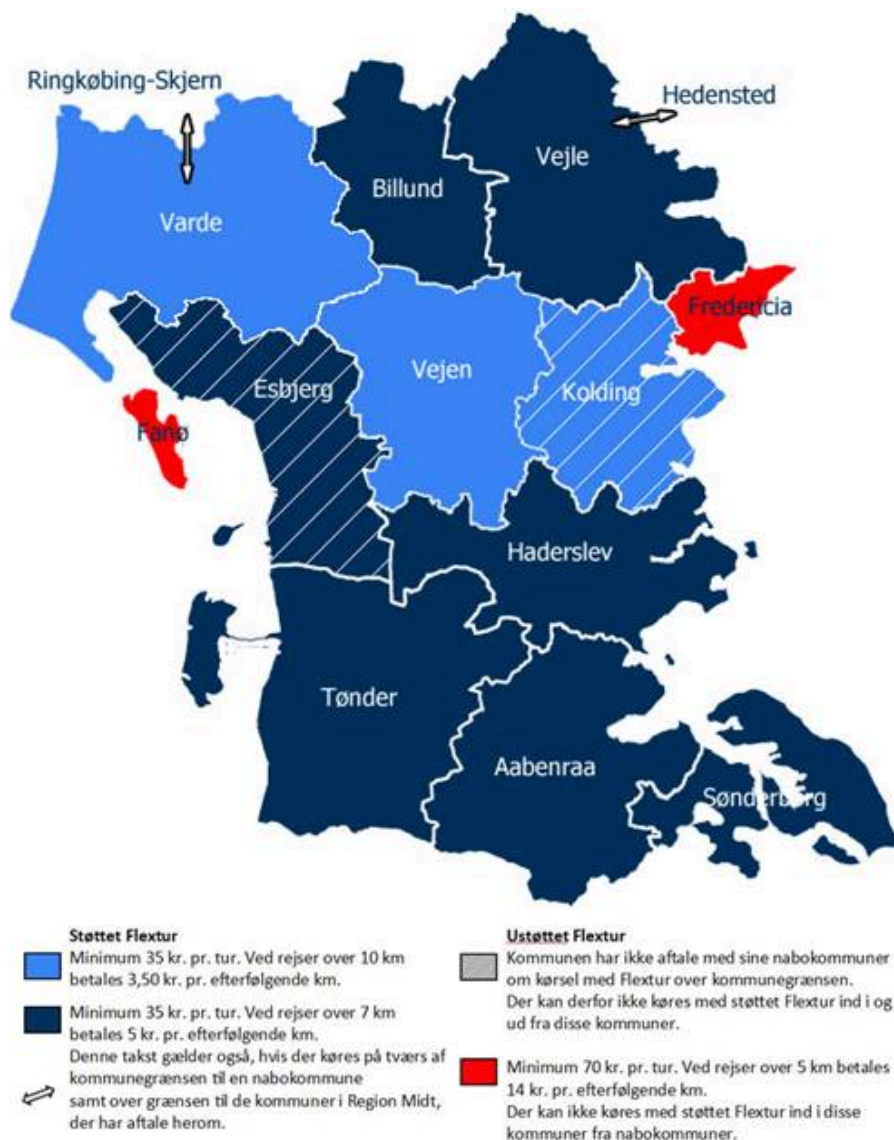 Ringkøbing-Skjern
Hedensted
Vejle
Billund
Varde
Fredericia
Vejen
Esbjerg
Kolding
Fanø
Haderslev
Tønder
Aabenraa
Sønderborg
Støttet Flextur
Minimum 35 kr. pr. tur. Ved rejser over 10 km
betales 3,50 kr. pr. efterfølgende km.
Minimum 35 kr. pr. tur. Ved rejser over 7 km
betales 5 kr. pr. efterfølgende km.
Denne takst gælder også, hvis der køres på tværs af
kommunegrænsen til en nabokommune
samt over grænsen til de kommuner i Region Midt,
der har aftale herom.
Ustøttet Flextur
Kommunen har ikke aftale med sine nabokommuner
om kørsel med Flextur over kommunegrænsen.
Der kan derfor ikke køres med støttet Flextur ind i og
ud fra disse kommuner.
Minimum 70 kr. pr. tur. Ved rejser over 5 km betales
14 kr. pr. efterfølgende km.
Der kan ikke køres med støttet Flextur ind i disse
kommuner fra nabokommuner.